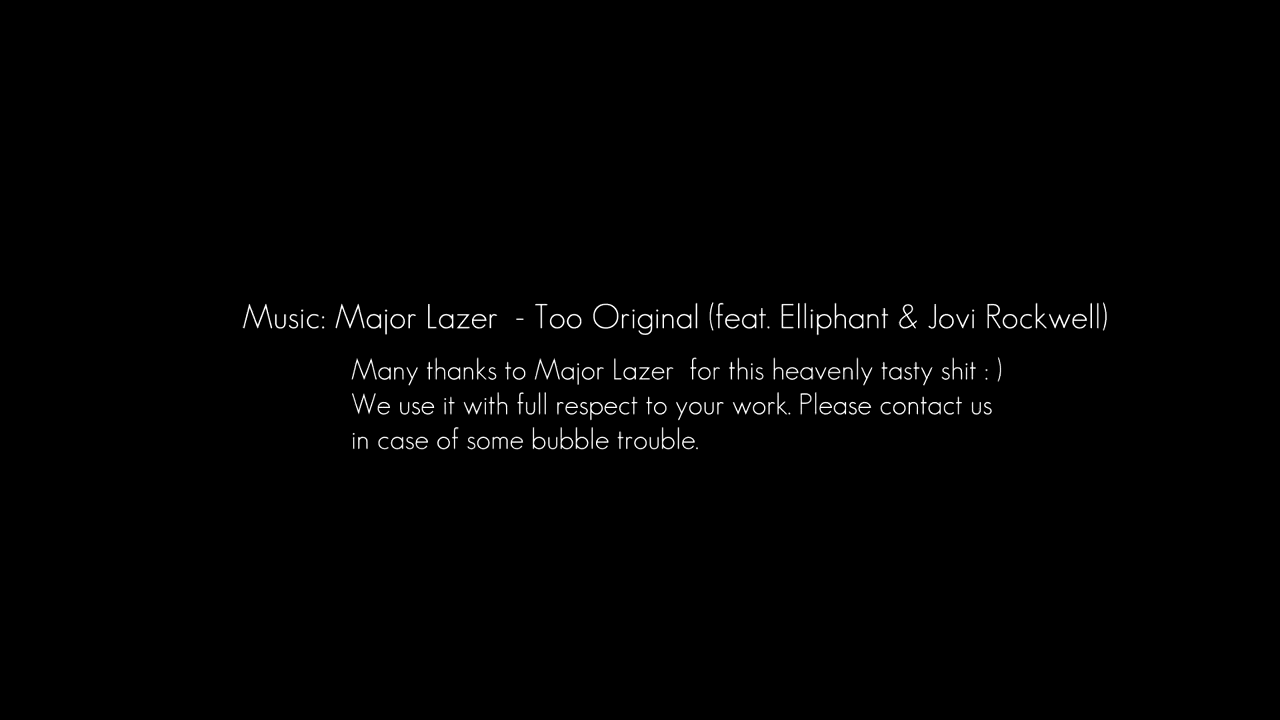 Music: Major Lazer  - Too Original (feat. Elliphant & Jovi Rockwell)
Many thanks to Major Lazer  for this heavenly tasty shit : )
We use it with full respect to your work. Please contact us
in case of some bubble trouble.